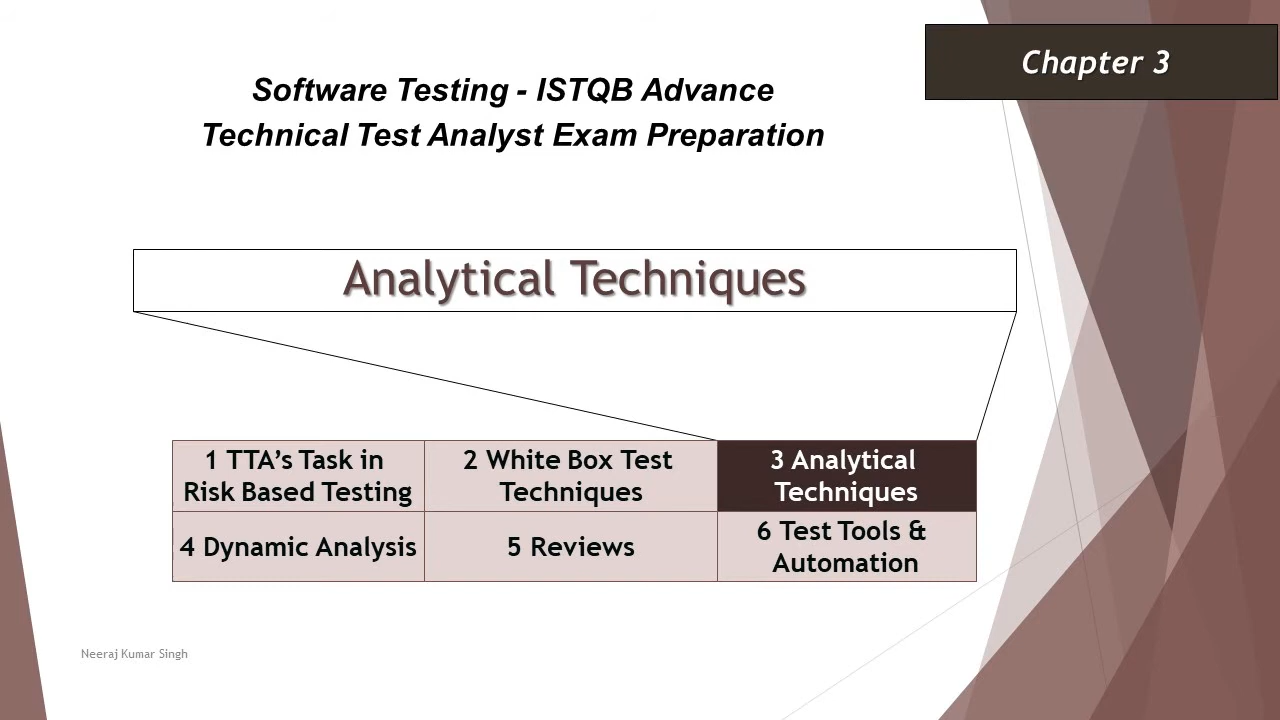 Chapter 3
Software Testing - ISTQB Advance
Technical Test Analyst Exam Preparation
Analytical Techniques
1 TTA's Task in
Risk Based Testing
2 White Box Test
Techniques
3 Analytical
Techniques
4 Dynamic Analysis
5 Reviews
6 Test Tools &
Automation
Neeraj Kumar Singh